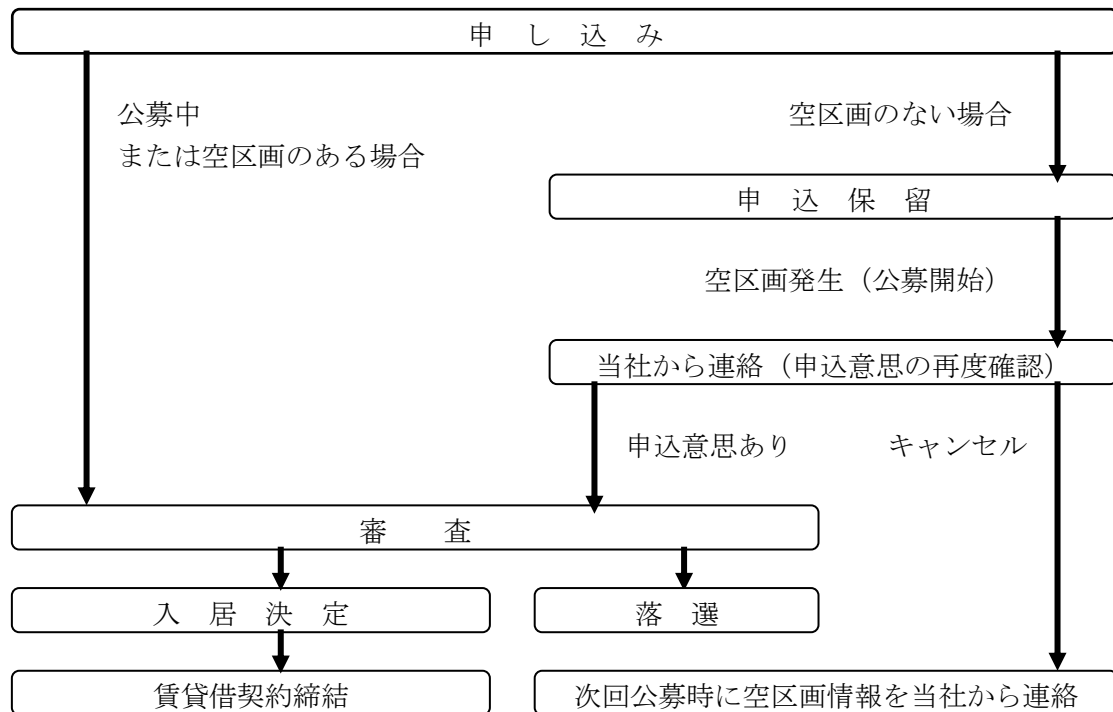 申 し 込 み
公募中
または空区画のある場合
空区画のない場合
申 込 保 留
空区画発生（公募開始）
当社から連絡（申込意思の再度確認）
申込意思あり
キャンセル
審 査
入 居 決 定
落 選
賃貸借契約締結
次回公募時に空区画情報を当社から連絡